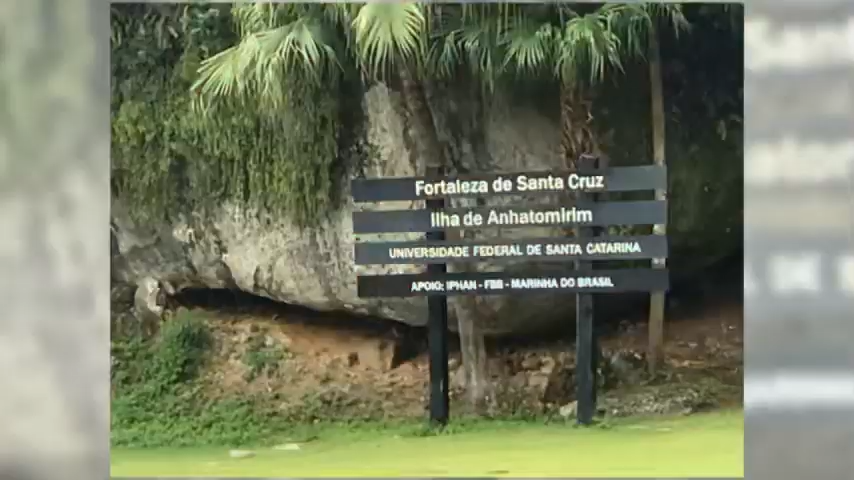 Fortaleza de Santa Cruz
Ilha de Anhatomirim
UNIVERSIDADE FEDERAL DE SANTA CATARINA
APOIO: IPHAN - FBB - MARINHA DO BRASIL